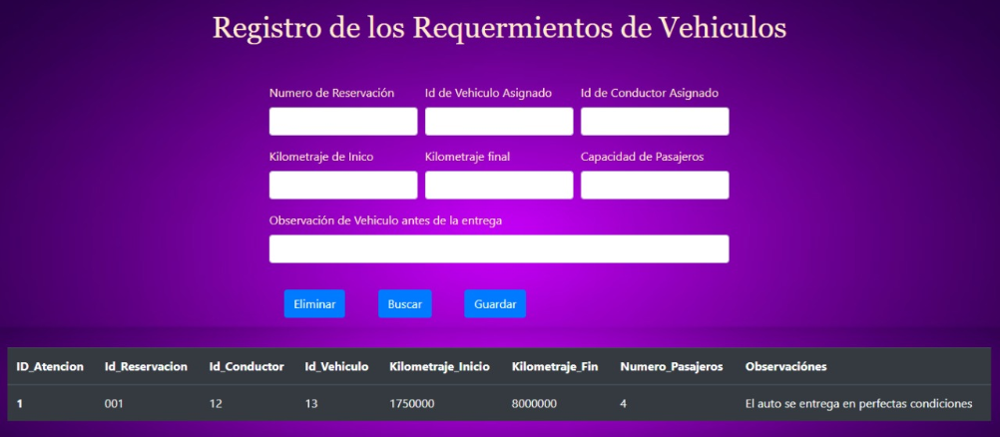 Registro de los Requermientos de Vehiculos
Numero de Reservación Id de Vehiculo Asignado Id de Conductor Asignado
Kilometraje de Inico Kilometraje final Capacidad de Pasajeros
Observación de Vehiculo antes de la entrega
Eliminar Buscar Guardar
ID_Atencion Id_Reservacion Id_Conductor Id_Vehiculo Kilometraje_Inicio Kilometraje_Fin Numero_Pasajeros Observaciónes
1 001 12 13 1750000 8000000 4 El auto se entrega en perfectas condiciones